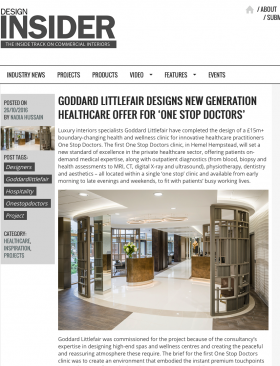 DESIGN
INSIDER
THE INSIDE TRACK ON COMMERCIAL INTERIORS
/ ABOUT
/ SUBM
INDUSTRY NEWS PROJECTS PRODUCTS VIDEO FEATURES EVENTS
POSTED ON
26/10/2016
BY NADIA HUSSAIN
POST TAGS:
Designers
Goddardlittlefair
Hospitality
Onestopdoctors
Project
CATEGORY:
HEALTHCARE,
INSPIRATION,
PROJECTS
GODDARD LITTLEFAIR DESIGNS NEW GENERATION
HEALTHCARE OFFER FOR ‘ONE STOP DOCTORS’
Luxury interiors specialists Goddard Littlefair have completed the design of a £15m+
boundary-changing health and wellness clinic for innovative healthcare practitioners
One Stop Doctors. The first One Stop Doctors clinic, in Hemel Hempstead, will set a
new standard of excellence in the private healthcare sector, offering patients on-
demand medical expertise, along with outpatient diagnostics (from blood, biopsy and
health assessments to MRI, CT, digital X-ray and ultrasound), physiotherapy, dentistry
and aesthetics – all located within a single ‘one stop’ clinic and available from early
morning to late evenings and weekends, to fit with patients’ busy working lives.
Goddard Littlefair was commissioned for the project because of the consultancy’s
expertise in designing high-end spas and wellness centres and creating the peaceful
and reassuring atmosphere these require. The brief for the first One Stop Doctors
clinic was to create an environment that embodied the instant premium touchpoints